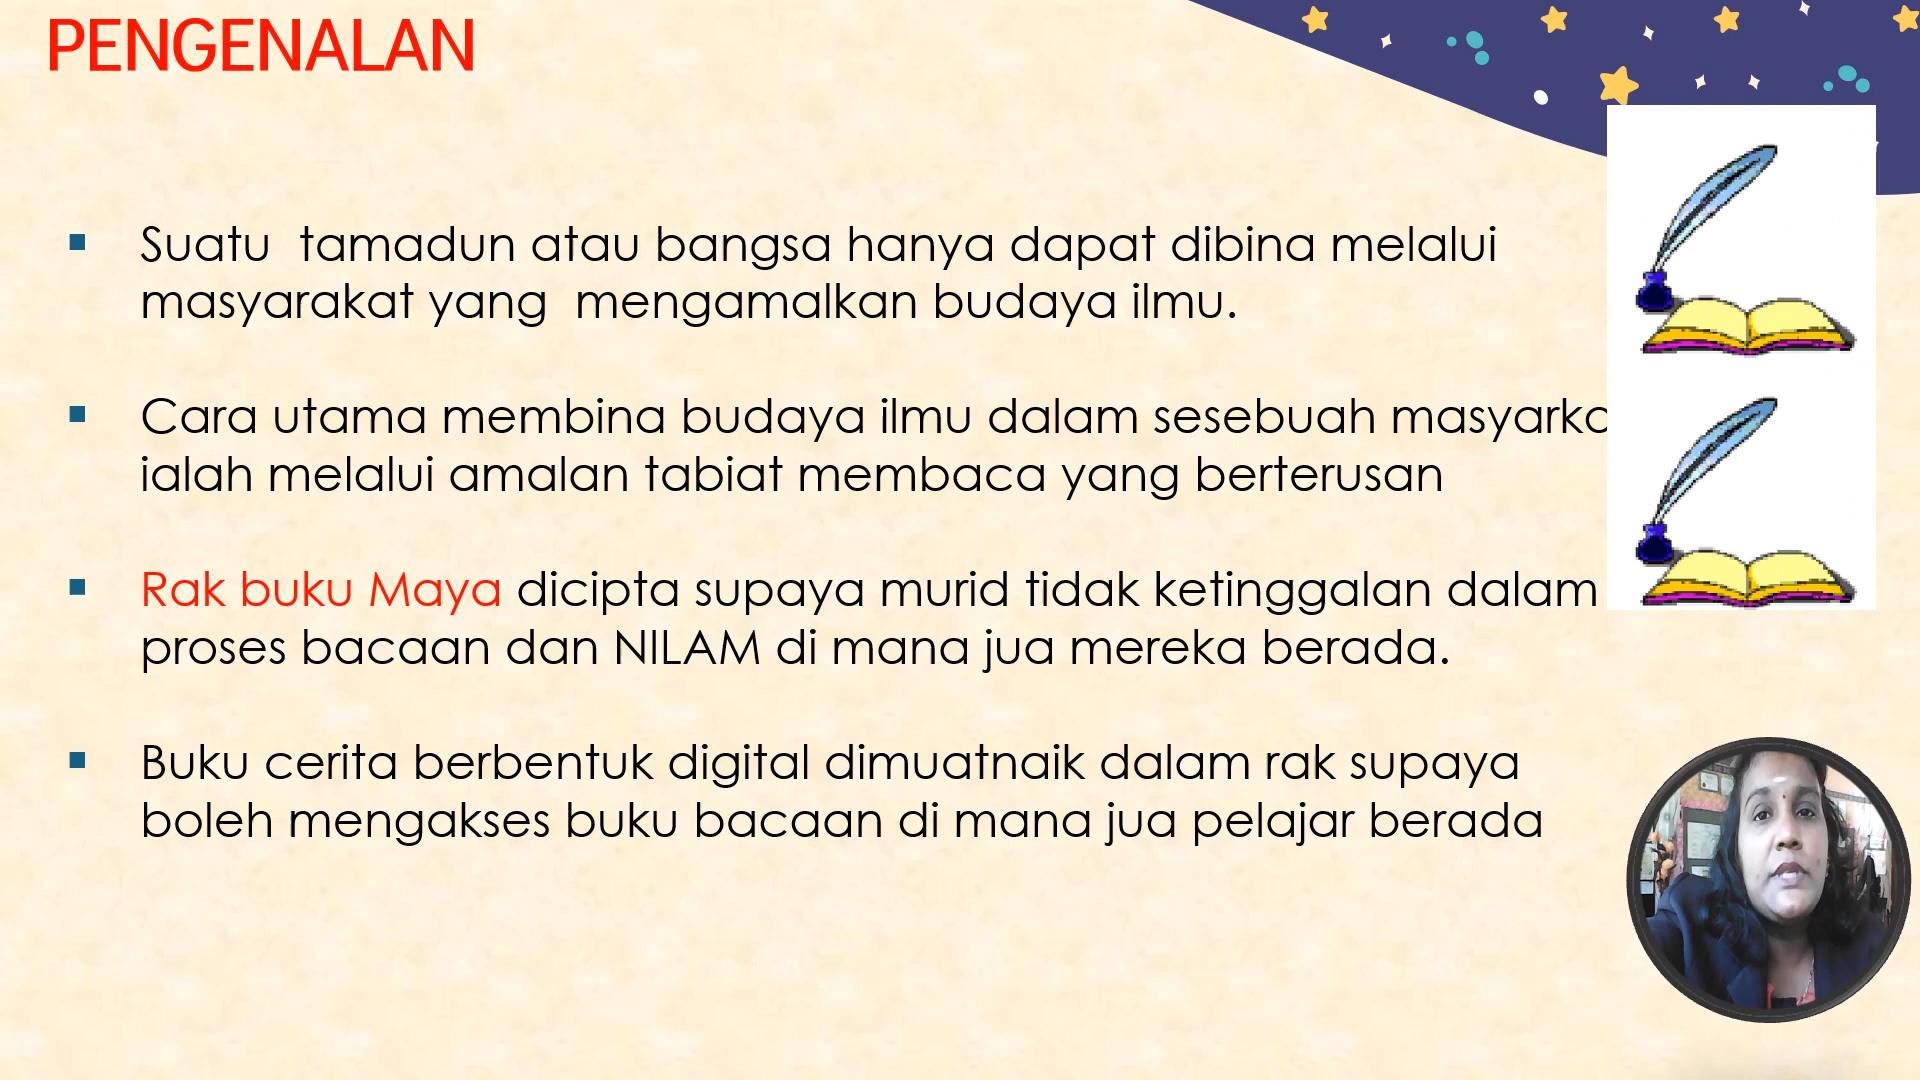 PENGENALAN
Suatu tamadun atau bangsa hanya dapat dibina melalui
masyarakat yang mengamalkan budaya ilmu.
Cara utama membina budaya ilmu dalam sesebuah
ialah melalui amalan tabiat membaca yang berterusan
Rak buku Maya dicipta supaya murid tidak ketinggalan dalam
proses bacaan dan NILAM di mana jua mereka berada.
Buku cerita berbentuk digital dimuatnaik dalam rak supaya
boleh mengakses buku bacaan di mana jua pelajar berada